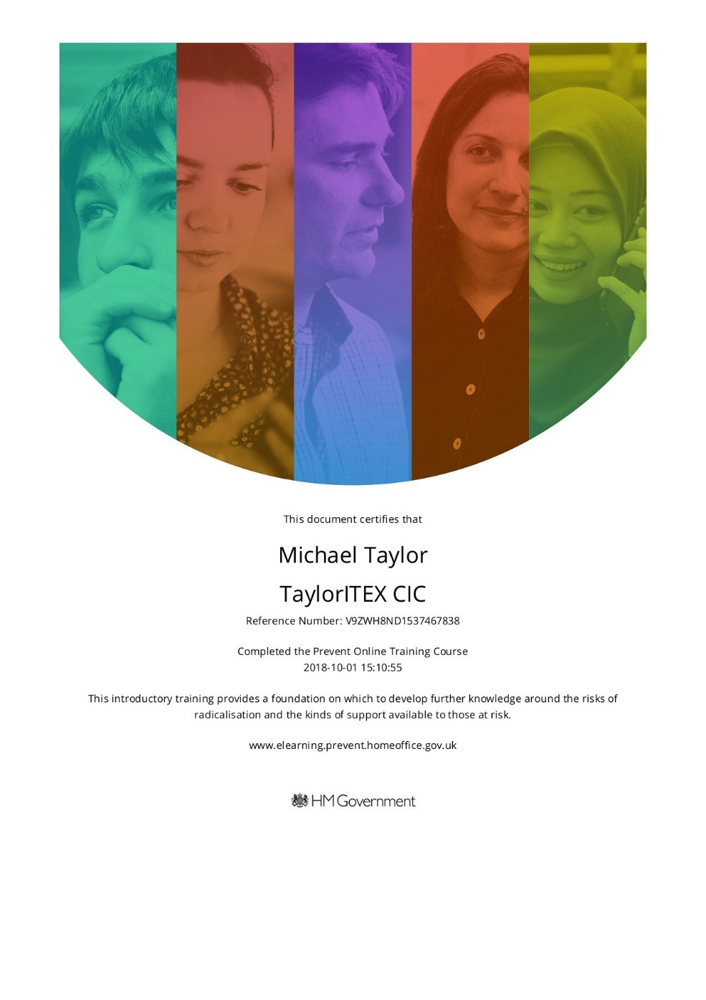 This document certifies that
Michael Taylor
TaylorITEX CIC
Reference Number: V9ZWH8ND1537467838
Completed the Prevent Online Training Course
2018-10-01 15:10:55
This introductory training provides a foundation on which to develop further knowledge around the risks of
radicalisation and the kinds of support available to those at risk.
www.elearning.prevent.homeoffice.gov.uk
HM Government